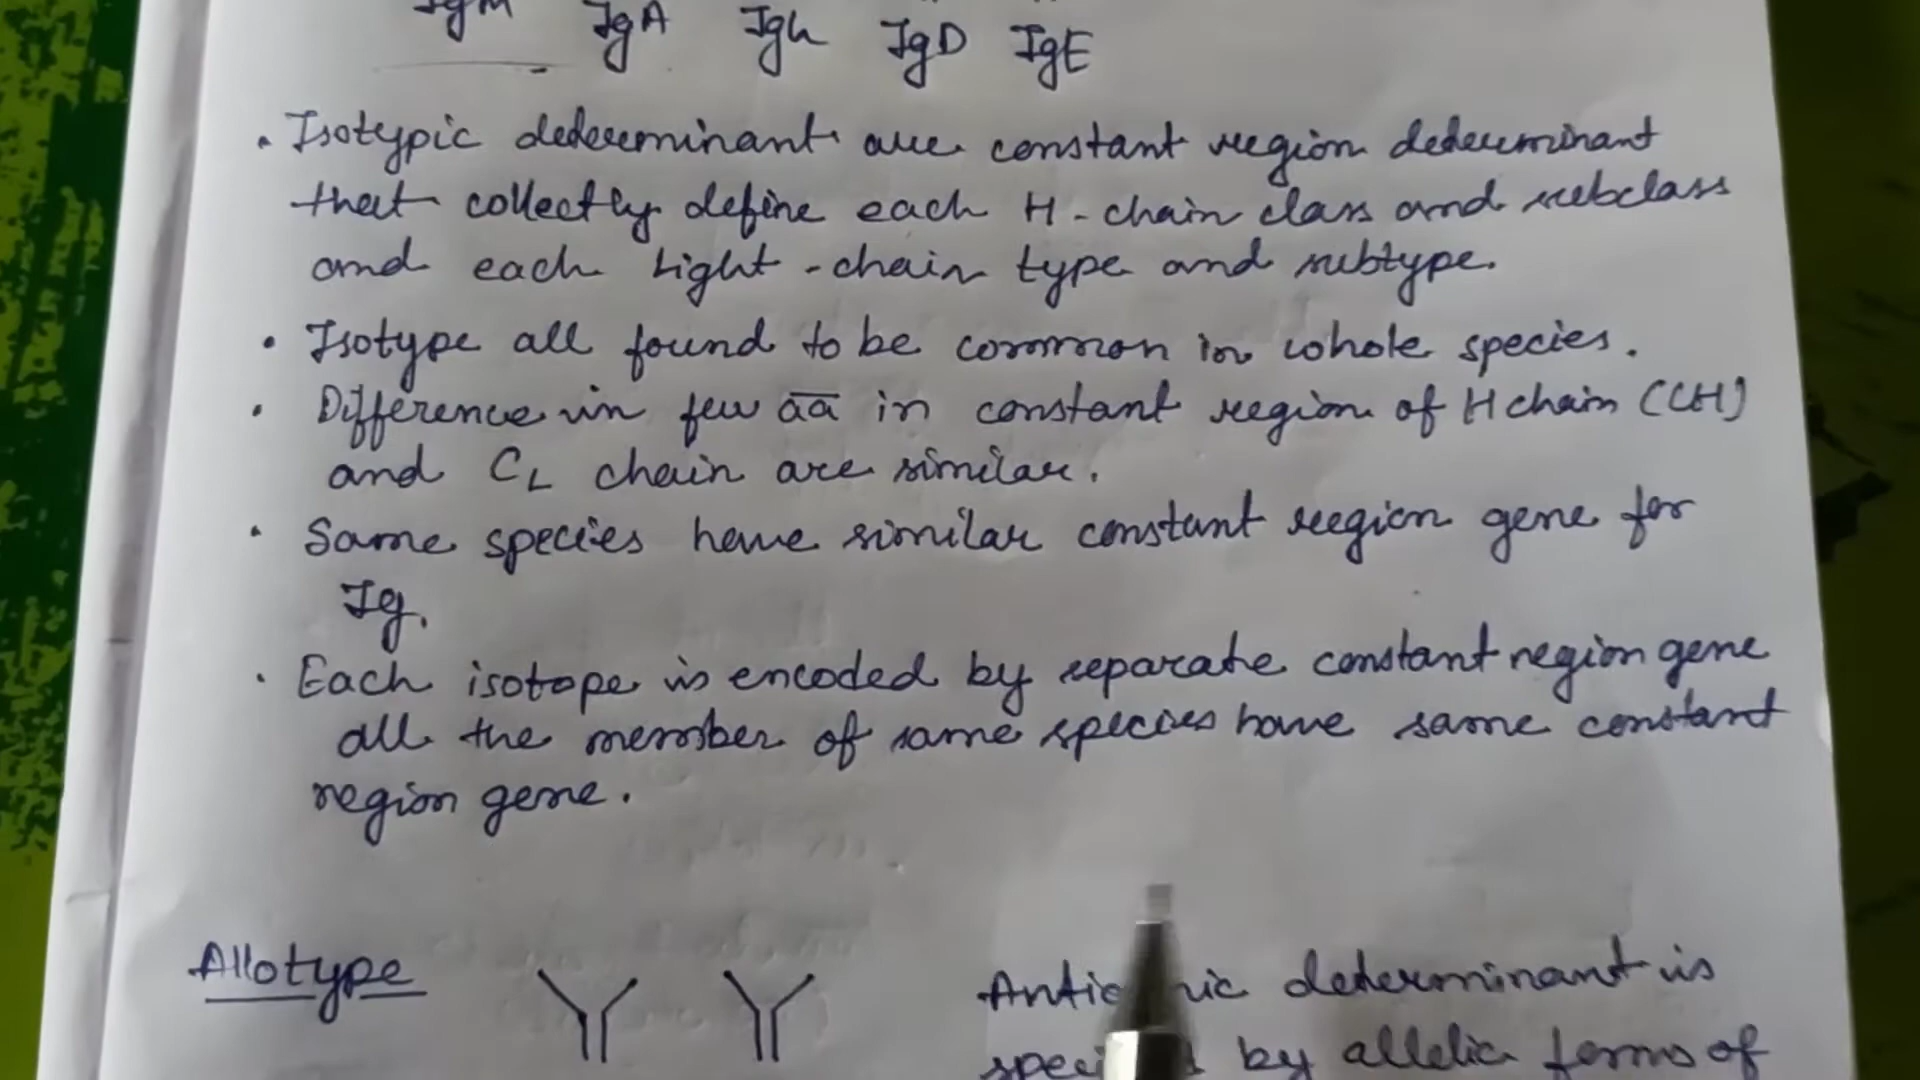 IgM IgA IgG IgD IgE
. Isotypic determinant are constant region determinant
that collectly define each H-chain class and subclass
and each Light-chain type and subtype.
. Isotype all found to be common in whole species.
. Difference in few aa in constant region of H chain (CH)
and CL chain are similar.
. Same species have similar constant region gene for
Ig.
. Each isotope is encoded by separate constant region gene
all the member of same species have same constant
region gene.
Allotype
determinant is
by allelic forms of